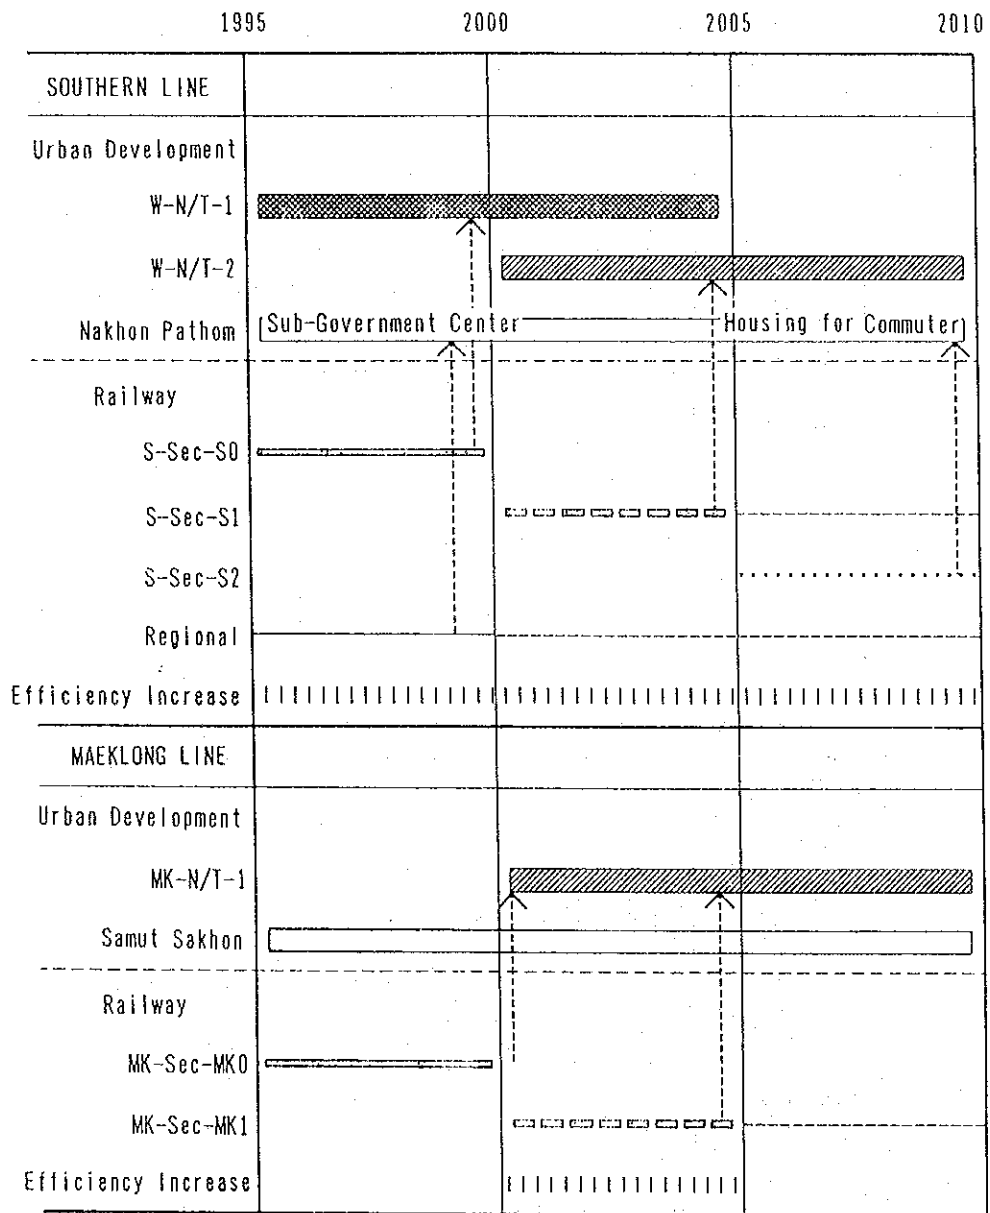 1995 2000 2005 2010
SOUTHERN LINE
Urban Development
W-N/T-1
W-N/T-2
Nakhon Pathom Sub-Government Center Housing for Commuter
Railway
S-Sec-S0
S-Sec-S1
S-Sec-S2
Regional
Efficiency Increase
MAEKLONG LINE
Urban Development
MK-N/T-1
Samut Sakhon
Railway
MK-Sec-MK0
MK-Sec-MK1
Efficiency Increase